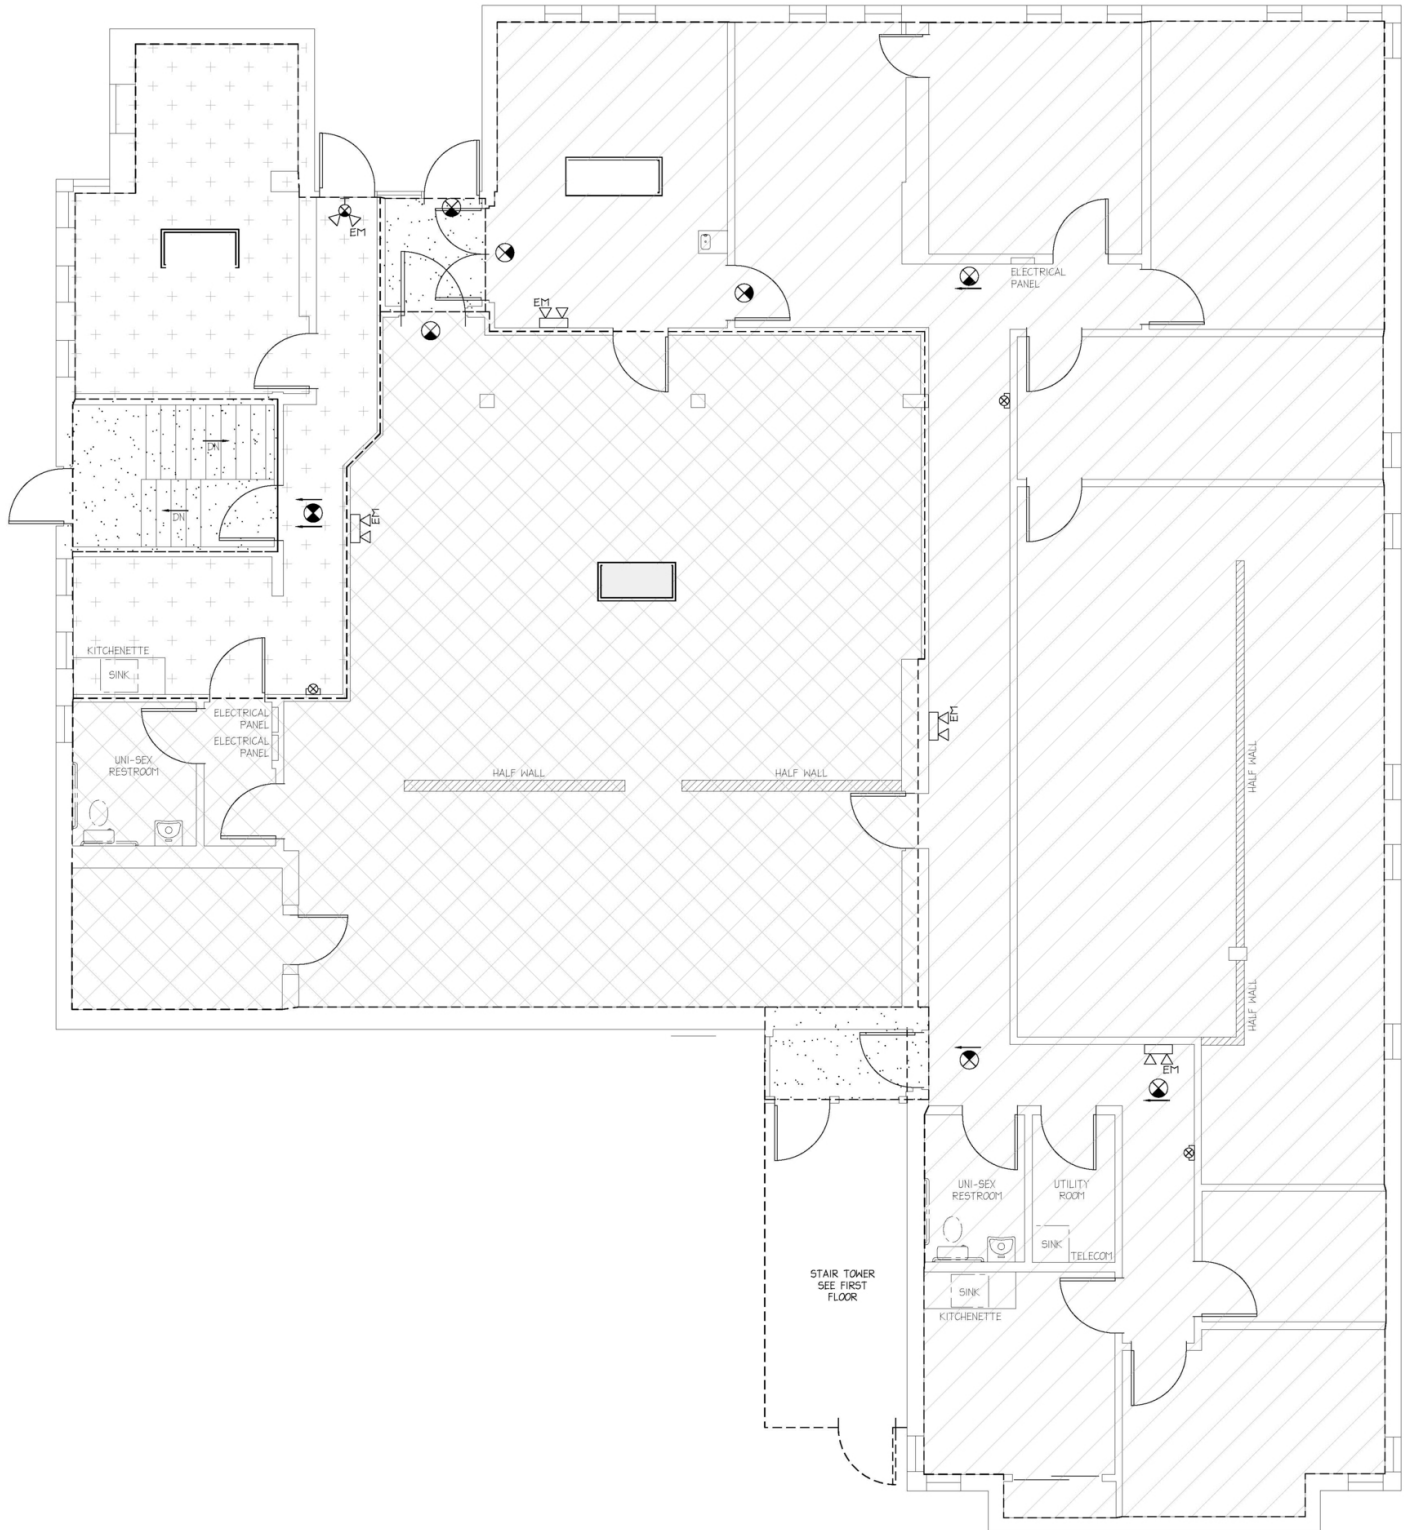 EM
EM
ELECTRICAL
PANEL
DN
DN
EM
KITCHENETTE
SINK
ELECTRICAL
PANEL
ELECTRICAL
PANEL
EM
UNI-SEX
RESTROOM
HALF WALL
HALF WALL
HALF WALL
HALF WALL
EM
UNI-SEX
RESTROOM
UTILITY
ROOM
SINK
TELECOM
STAIR TOWER
SEE FIRST
FLOOR
SINK
KITCHENETTE